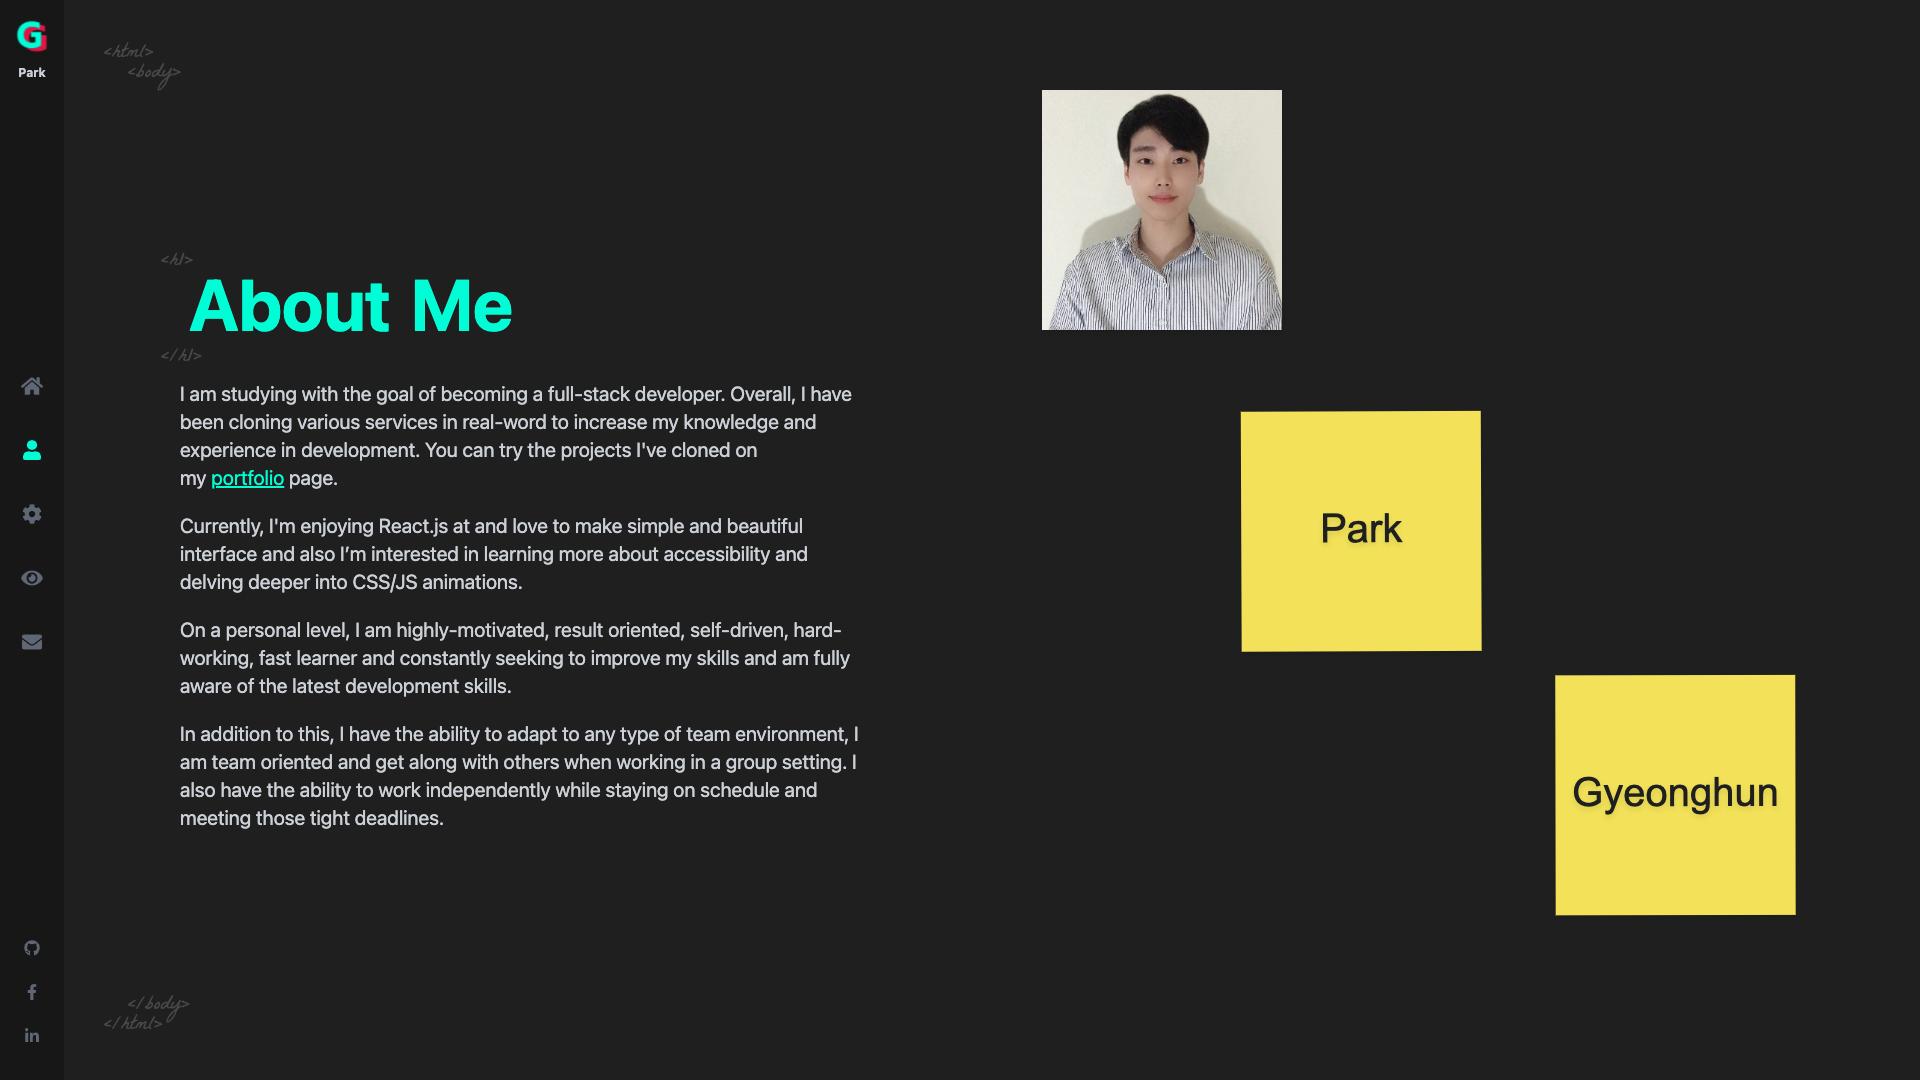 G
Park
<html>
<body>
<h1>
About Me
</h1>
I am studying with the goal of becoming a full-stack developer. Overall, I have
been cloning various services in real-word to increase my knowledge and
experience in development. You can try the projects I've cloned on
my portfolio page.
Currently, I'm enjoying React.js at and love to make simple and beautiful
interface and also I’m interested in learning more about accessibility and
delving deeper into CSS/JS animations.
On a personal level, I am highly-motivated, result oriented, self-driven, hard-
working, fast learner and constantly seeking to improve my skills and am fully
aware of the latest development skills.
In addition to this, I have the ability to adapt to any type of team environment, I
am team oriented and get along with others when working in a group setting. I
also have the ability to work independently while staying on schedule and
meeting those tight deadlines.
Park
Gyeonghun
</body>
</html>